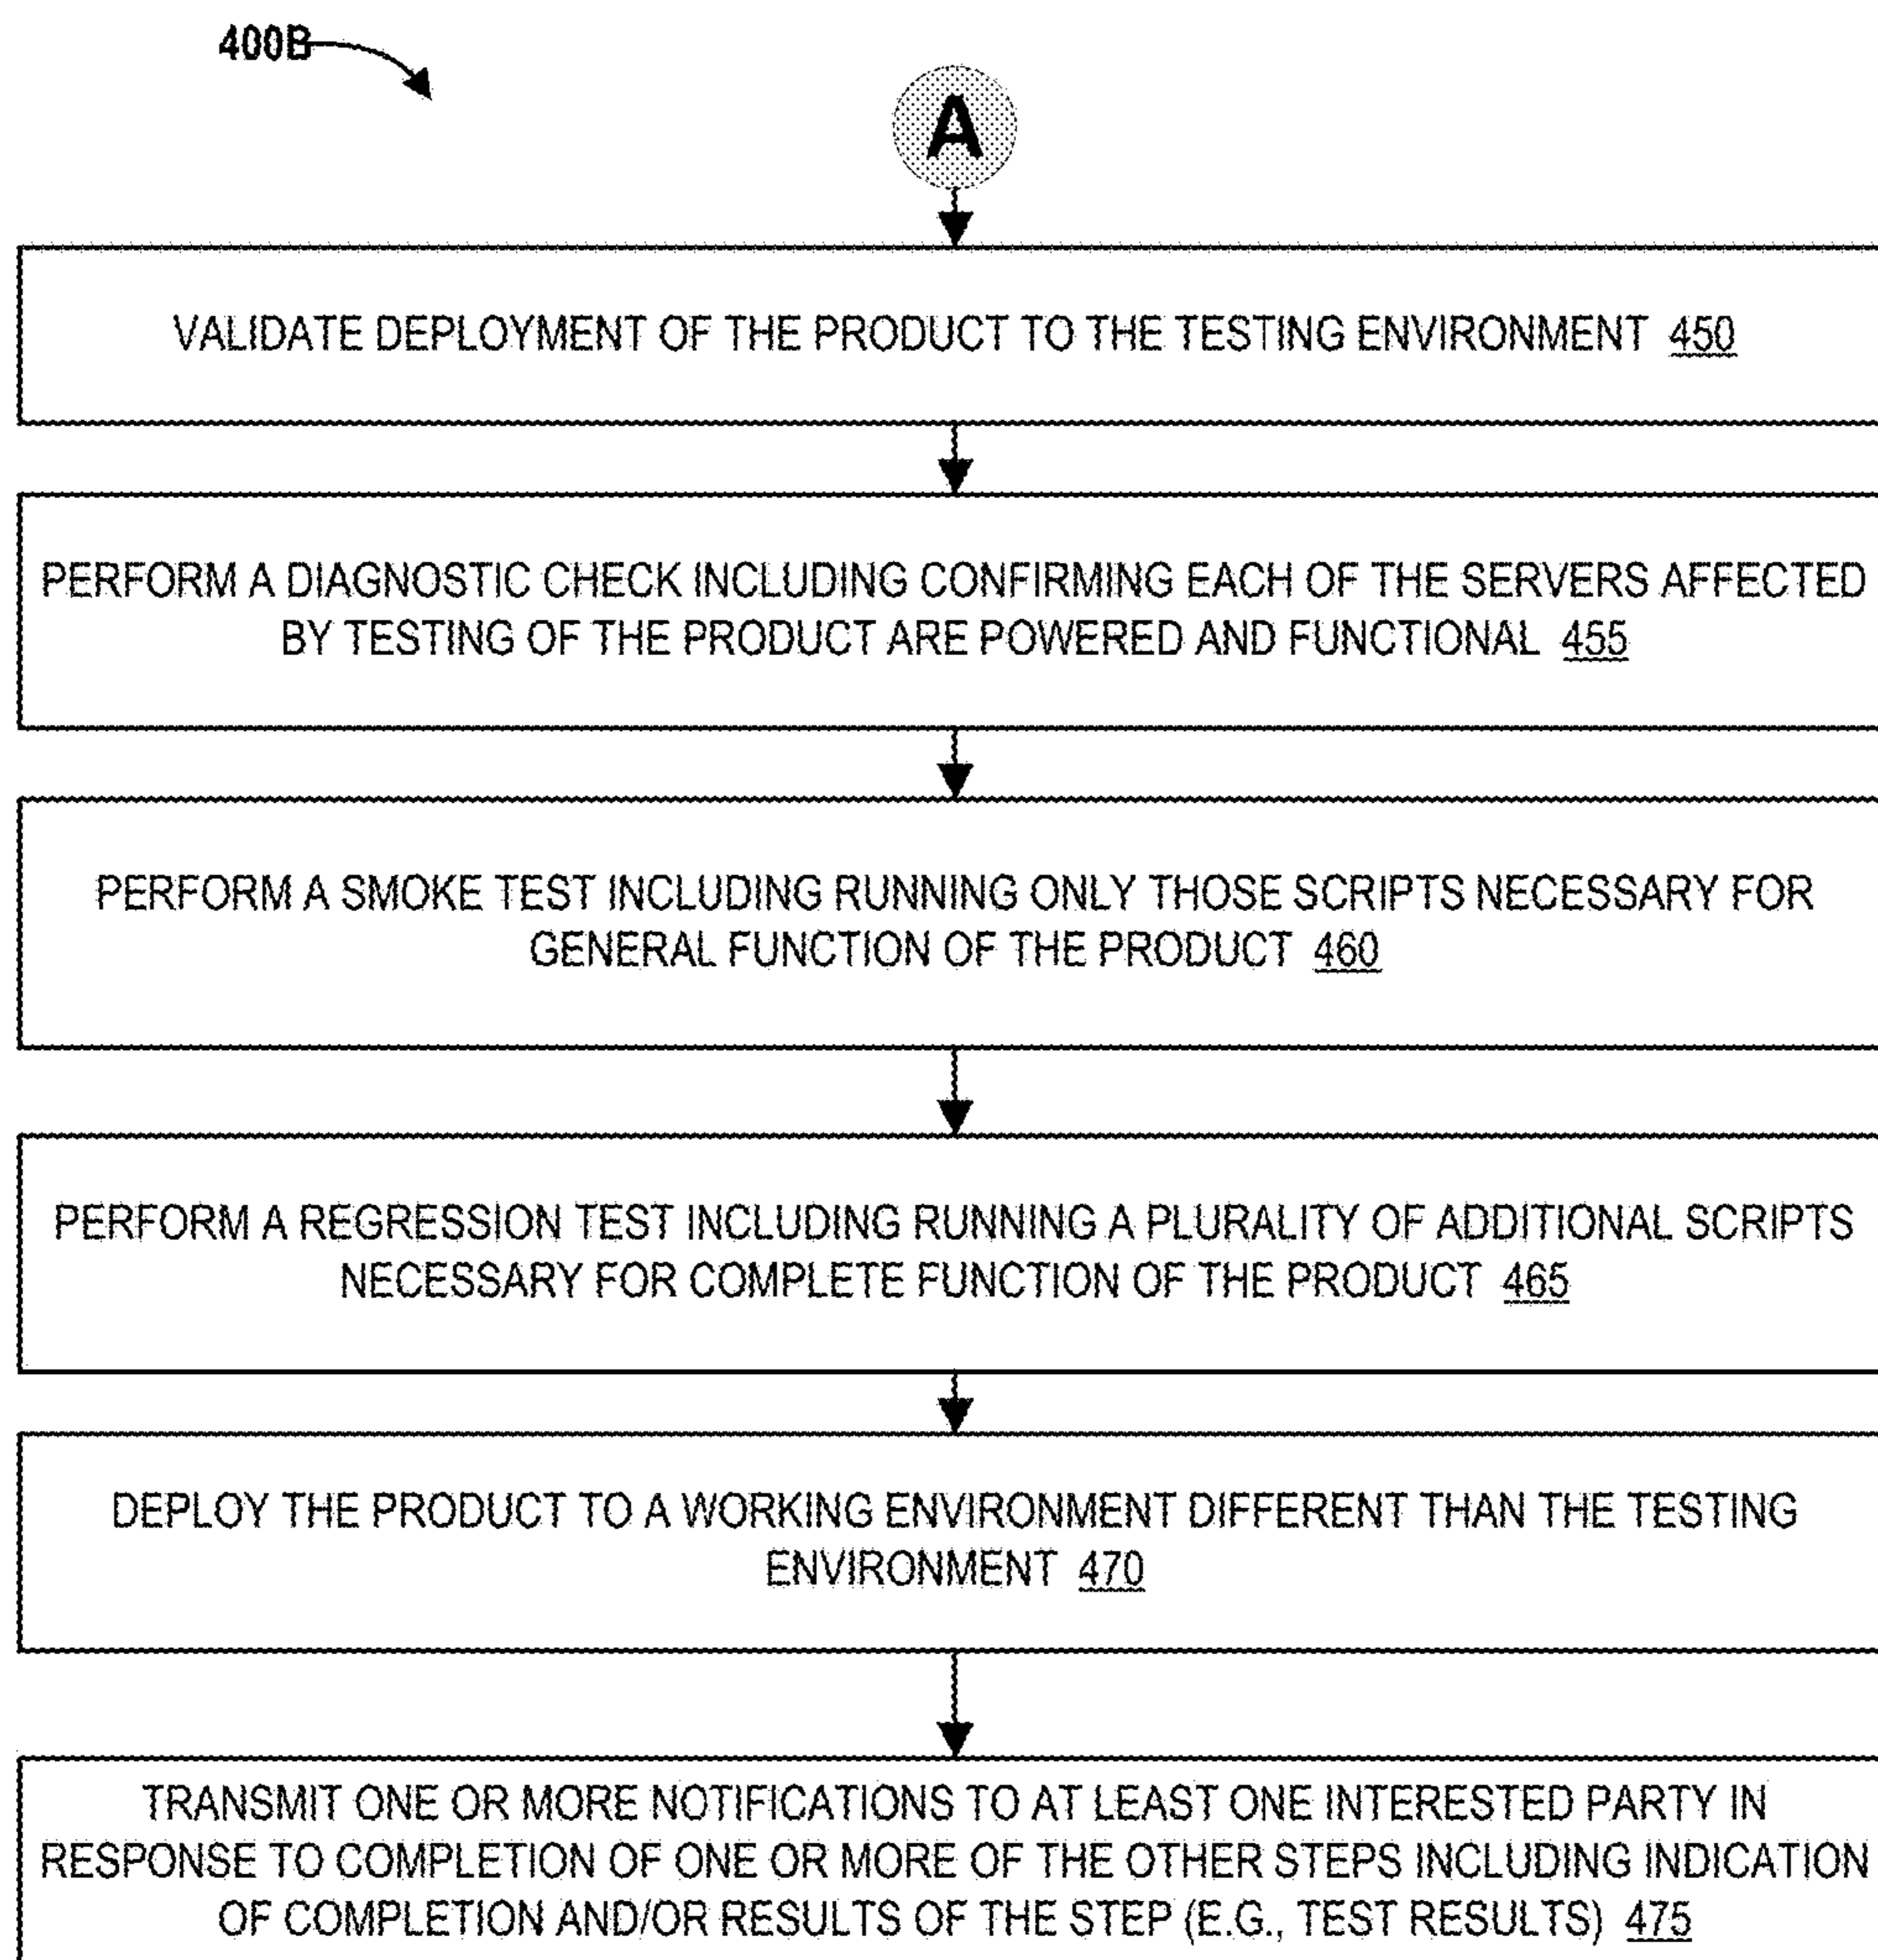 400B
A
VALIDATE DEPLOYMENT OF THE PRODUCT TO THE TESTING ENVIRONMENT 450
PERFORM A DIAGNOSTIC CHECK INCLUDING CONFIRMING EACH OF THE SERVERS AFFECTED
BY TESTING OF THE PRODUCT ARE POWERED AND FUNCTIONAL 455
PERFORM A SMOKE TEST INCLUDING RUNNING ONLY THOSE SCRIPTS NECESSARY FOR
GENERAL FUNCTION OF THE PRODUCT 460
PERFORM A REGRESSION TEST INCLUDING RUNNING A PLURALITY OF ADDITIONAL SCRIPTS
NECESSARY FOR COMPLETE FUNCTION OF THE PRODUCT 465
DEPLOY THE PRODUCT TO A WORKING ENVIRONMENT DIFFERENT THAN THE TESTING
ENVIRONMENT 470
TRANSMIT ONE OR MORE NOTIFICATIONS TO AT LEAST ONE INTERESTED PARTY IN
RESPONSE TO COMPLETION OF ONE OR MORE OF THE OTHER STEPS INCLUDING INDICATION
OF COMPLETION AND/OR RESULTS OF THE STEP (E.G., TEST RESULTS) 475